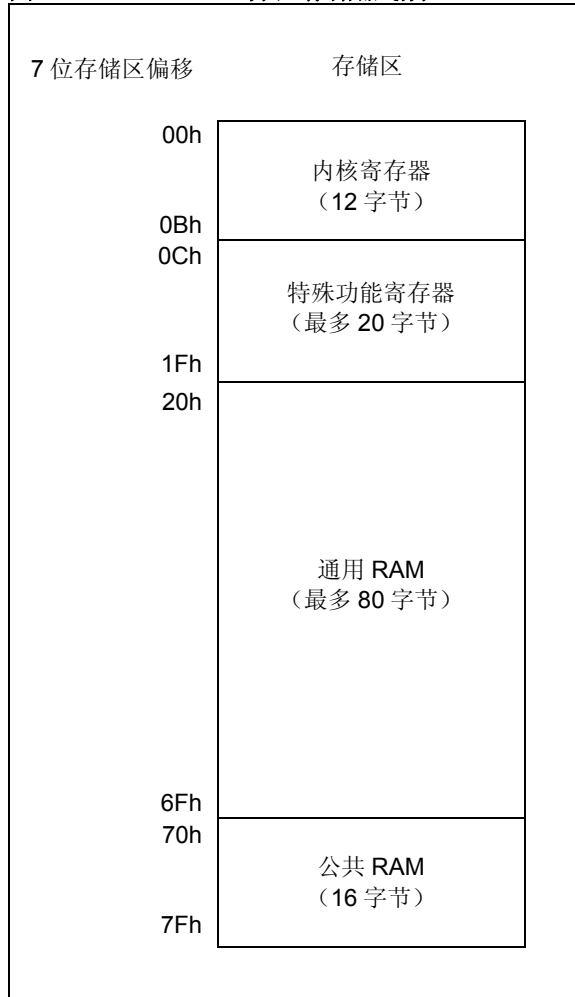 7 位存储区偏移
存储区
00h
内核寄存器
（12 字节）
0Bh
0Ch
特殊功能寄存器
（最多 20 字节）
1Fh
20h
通用 RAM
（最多 80 字节）
6Fh
70h
公共 RAM
（16 字节）
7Fh